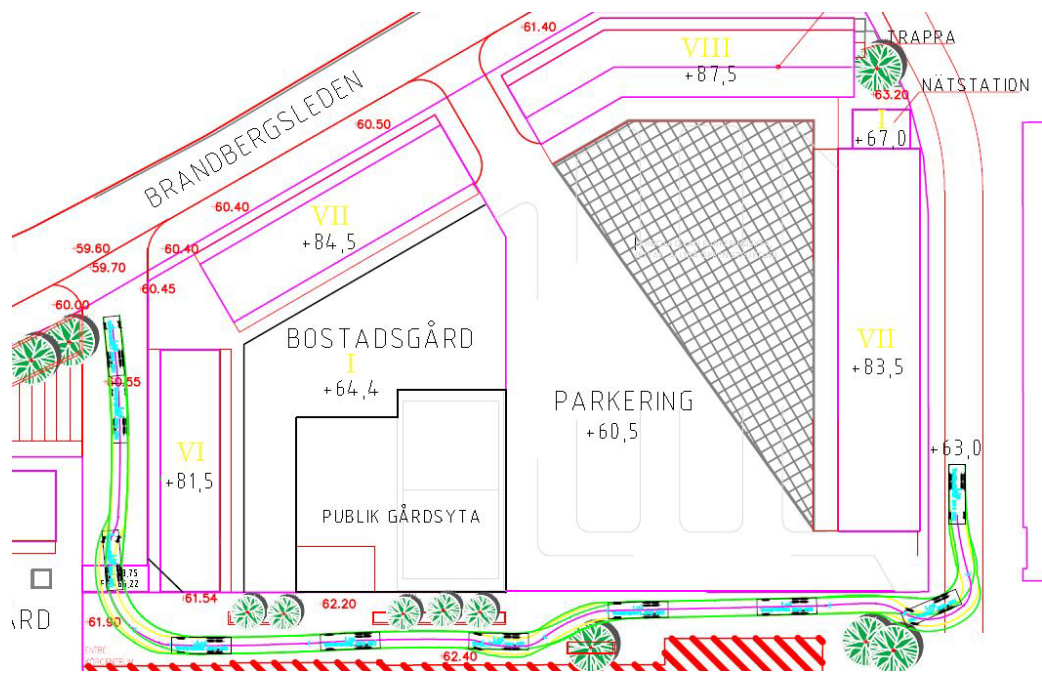 61.40
TRAPRA
VIII
+87,5
NÄTSTATION
63.20
I
+67,0
BRANDBERGSLEDEN
60.50
60.40
VII
+84,5
59.60
60.40
59.70
60.45
60.00
BOSTADSGÅRD
I
+64,4
VII
+83,5
60.55
PARKERING
+60,5
VI
+81,5
+63,0
PUBLIK GÅRDSYTA
61.54
62.20
61.90
ÅRD
ENTRE
62.40